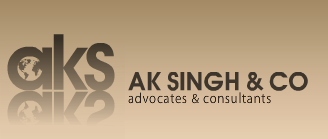 aks
AK SINGH & CO
advocates & consultants